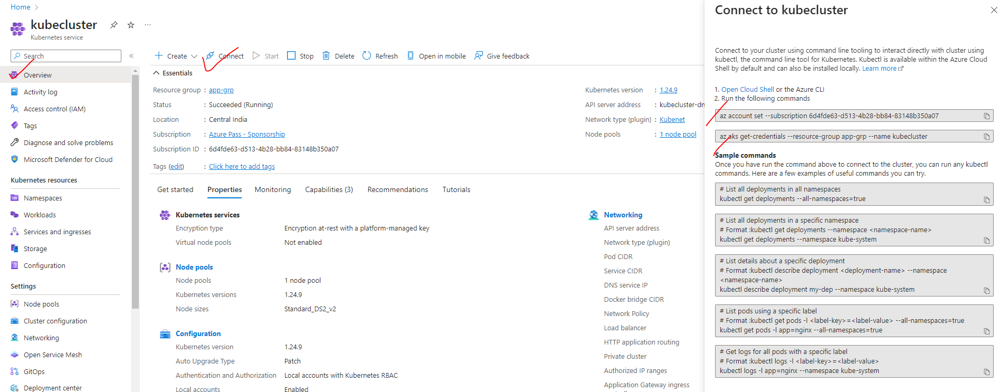 Home
kubecluster
Kubernetes service
Search
Overview
Activity log
Access control (IAM)
Tags
Diagnose and solve problems
Microsoft Defender for Cloud
Kubernetes resources
Namespaces
Workloads
Services and ingresses
Storage
Configuration
Settings
Node pools
Cluster configuration
Networking
Open Service Mesh
GitOps
Deployment center
Create Connect Start Stop Delete Refresh Open in mobile Give feedback
Essentials
Resource group : app-grp
Status : Succeeded (Running)
Location : Central India
Subscription : Azure Pass - Sponsorship
Subscription ID : 6d4fde63-d513-4b28-bb84-83148b350a07
Tags (edit) : Click here to add tags
Kubernetes version : 1.24.9
API server address : kubecluster-dn
Network type (plugin) : Kubenet
Node pools : 1 node pool
Get started Properties Monitoring Capabilities (3) Recommendations Tutorials
Kubernetes services
Encryption type Encryption at-rest with a platform-managed key
Virtual node pools Not enabled
Node pools
Node pools 1 node pool
Kubernetes versions 1.24.9
Node sizes Standard_DS2_v2
Configuration
Kubernetes version 1.24.9
Auto Upgrade Type Patch
Authentication and Authorization Local accounts with Kubernetes RBAC
Local accounts Enabled
Networking
API server address
Network type (plugin)
Pod CIDR
Service CIDR
DNS service IP
Docker bridge CIDR
Network Policy
Load balancer
HTTP application routing
Private cluster
Authorized IP ranges
Application Gateway ingress
Connect to kubecluster
Connect to your cluster using command line tooling to interact directly with cluster using
kubectl, the command line tool for Kubernetes. Kubectl is available within the Azure Cloud
Shell by default and can also be installed locally. Learn more
1. Open Cloud Shell or the Azure CLI
2. Run the following commands
az account set --subscription 6d4fde63-d513-4b28-bb84-83148b350a07
az aks get-credentials --resource-group app-grp --name kubecluster
Sample commands
Once you have run the command above to connect to the cluster, you can run any kubectl
commands. Here are a few examples of useful commands you can try.
# List all deployments in all namespaces
kubectl get deployments --all-namespaces=true
# List all deployments in a specific namespace
# Format :kubectl get deployments --namespace <namespace-name>
kubectl get deployments --namespace kube-system
# List details about a specific deployment
# Format :kubectl describe deployment <deployment-name> --namespace
<namespace-name>
kubectl describe deployment my-dep --namespace kube-system
# List pods using a specific label
# Format :kubectl get pods -l <label-key>=<label-value> --all-namespaces=true
kubectl get pods -l app=nginx --all-namespaces=true
# Get logs for all pods with a specific label
# Format :kubectl logs -l <label-key>=<label-value>
kubectl logs -l app=nginx --namespace kube-system